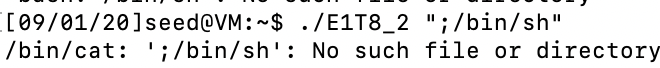 [[09/01/20]seed@VM:~$ ./E1T8_2 ";/bin/sh"
/bin/cat: ';/bin/sh': No such file or directory